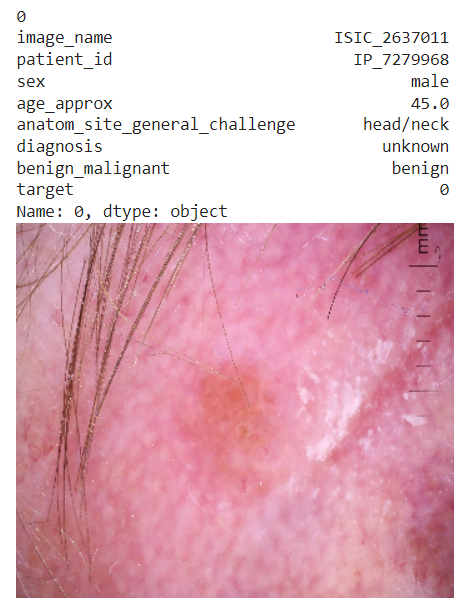 0
image_name ISIC_2637011
patient_id IP_7279968
sex male
age_approx 45.0
anatom_site_general_challenge head/neck
diagnosis unknown
benign_malignant benign
target 0
Name: 0, dtype: object
mm